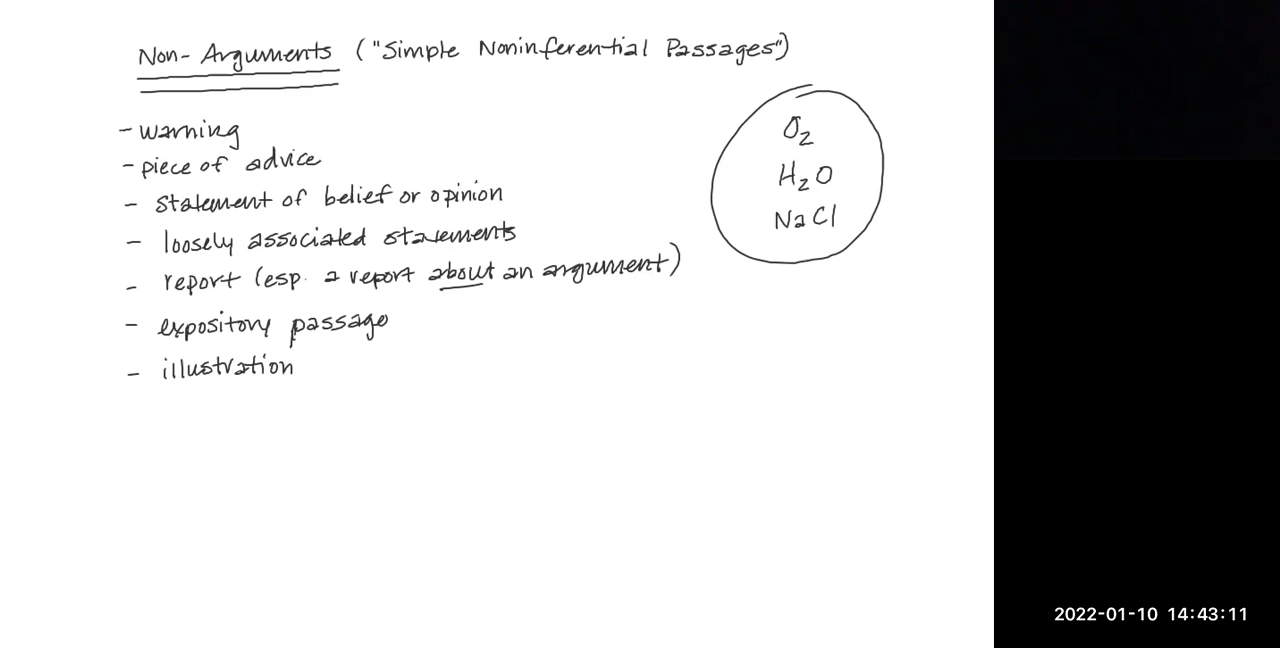 Non-Arguments ("Simple Noninferential Passages")
- warning
- piece of advice
- statement of belief or opinion
- loosely associated statements
- report (esp. a report about an argument)
- expository passage
- illustration
O2
H2O
NaCl
2022-01-10 14:43:11